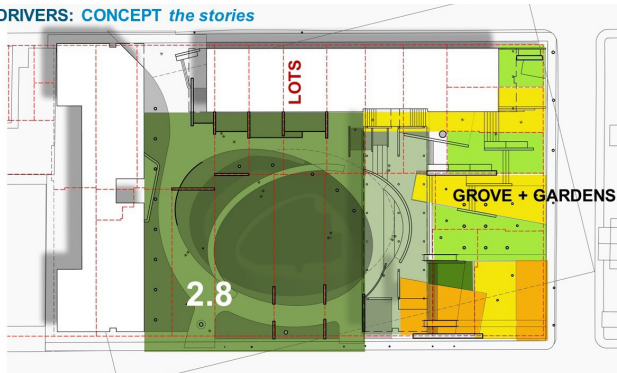 DRIVERS: CONCEPT the stories
LOTS
GROVE + GARDENS
2.8